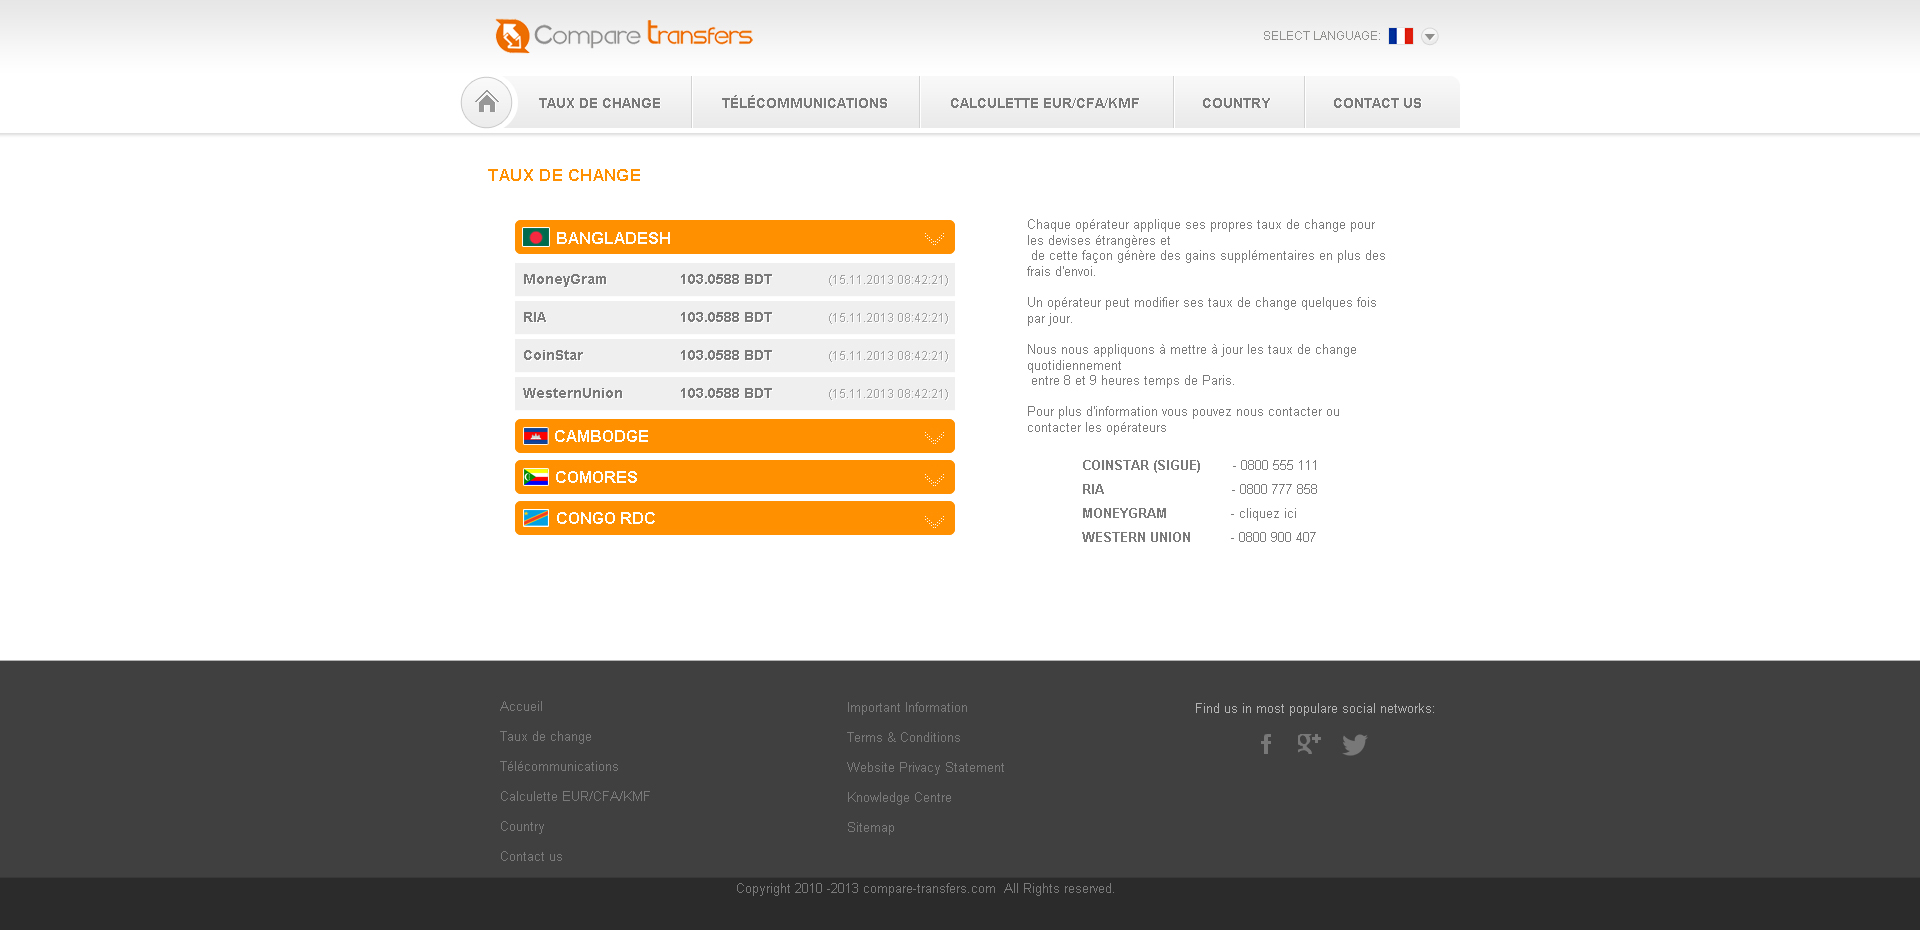 Compare transfers
SELECT LANGUAGE:
TAUX DE CHANGE
TÉLÉCOMMUNICATIONS
CALCULETTE EUR/CFA/KMF
COUNTRY
CONTACT US
TAUX DE CHANGE
BANGLADESH
MoneyGram 103.0588 BDT (15.11.2013 08:42:21)
RIA 103.0588 BDT (15.11.2013 08:42:21)
CoinStar 103.0588 BDT (15.11.2013 08:42:21)
WesternUnion 103.0588 BDT (15.11.2013 08:42:21)
CAMBODGE
COMORES
CONGO RDC
Chaque opérateur applique ses propres taux de change pour
les devises étrangères et
de cette façon génère des gains supplémentaires en plus des
frais d'envoi.
Un opérateur peut modifier ses taux de change quelques fois
par jour.
Nous nous appliquons à mettre à jour les taux de change
quotidiennement
entre 8 et 9 heures temps de Paris.
Pour plus d'information vous pouvez nous contacter ou
contacter les opérateurs
COINSTAR (SIGUE) - 0800 555 111
RIA - 0800 777 858
MONEYGRAM - cliquez ici
WESTERN UNION - 0800 900 407
Accueil
Taux de change
Télécommunications
Calculette EUR/CFA/KMF
Country
Contact us
Important Information
Terms & Conditions
Website Privacy Statement
Knowledge Centre
Sitemap
Find us in most populare social networks:
Copyright 2010 -2013 compare-transfers.com All Rights reserved.